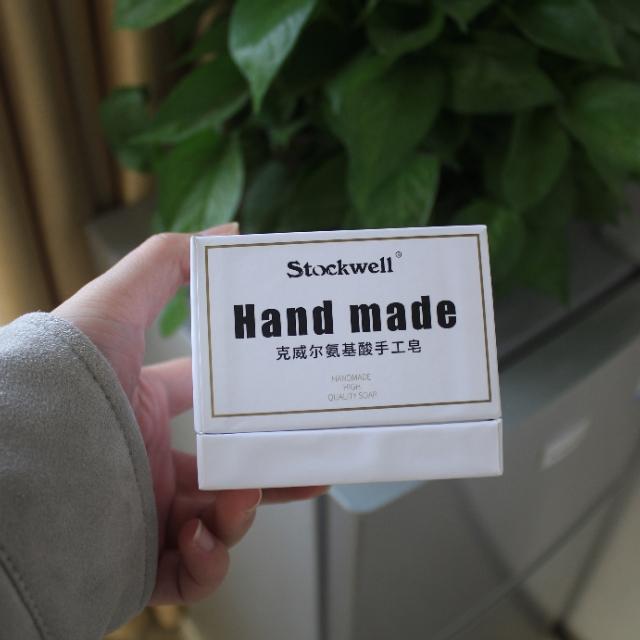 Stockwell®
Hand made
克威尔氨基酸手工皂
HANDMADE
HIGH
QUALITY SOAP